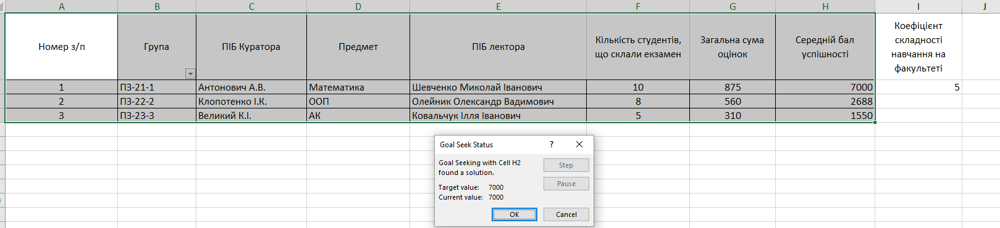 A B C D E F G H I J
Номер з/п Група ПІБ Куратора Предмет ПІБ лектора Кількість студентів, що склали екзамен Загальна сума оцінок Середній бал успішності Коефіцієнт складності навчання на факультеті
1 ПЗ-21-1 Антонович А.В. Математика Шевченко Миколай Іванович 10 875 7000 5
2 ПЗ-22-2 Клопотенко І.К. ООП Олейник Олександр Вадимович 8 560 2688
3 ПЗ-23-3 Великий К.І. АК Ковальчук Ілля Іванович 5 310 1550
Goal Seek Status ? ×
Goal Seeking with Cell H2
found a solution.
Step
Target value: 7000
Pause
Current value: 7000
OK Cancel